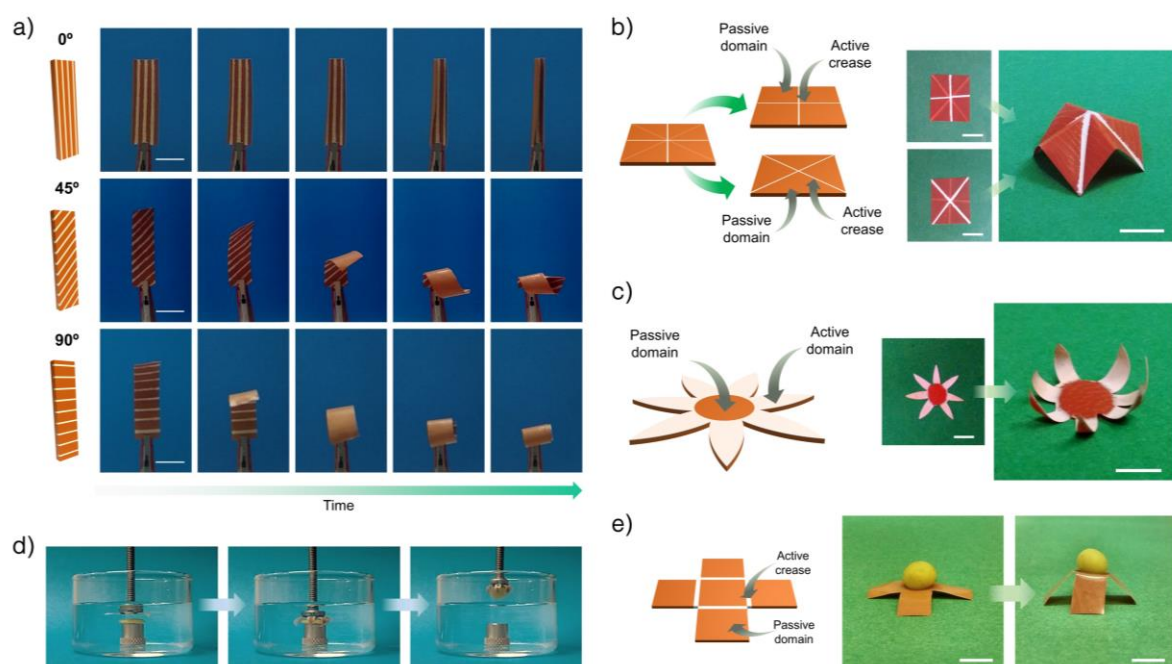 a)
0º
45º
90º
Time
b)
Passive
domain
Active
crease
Passive
domain
Active
crease
c)
Passive
domain
Active
domain
d)
e)
Active
crease
Passive
domain